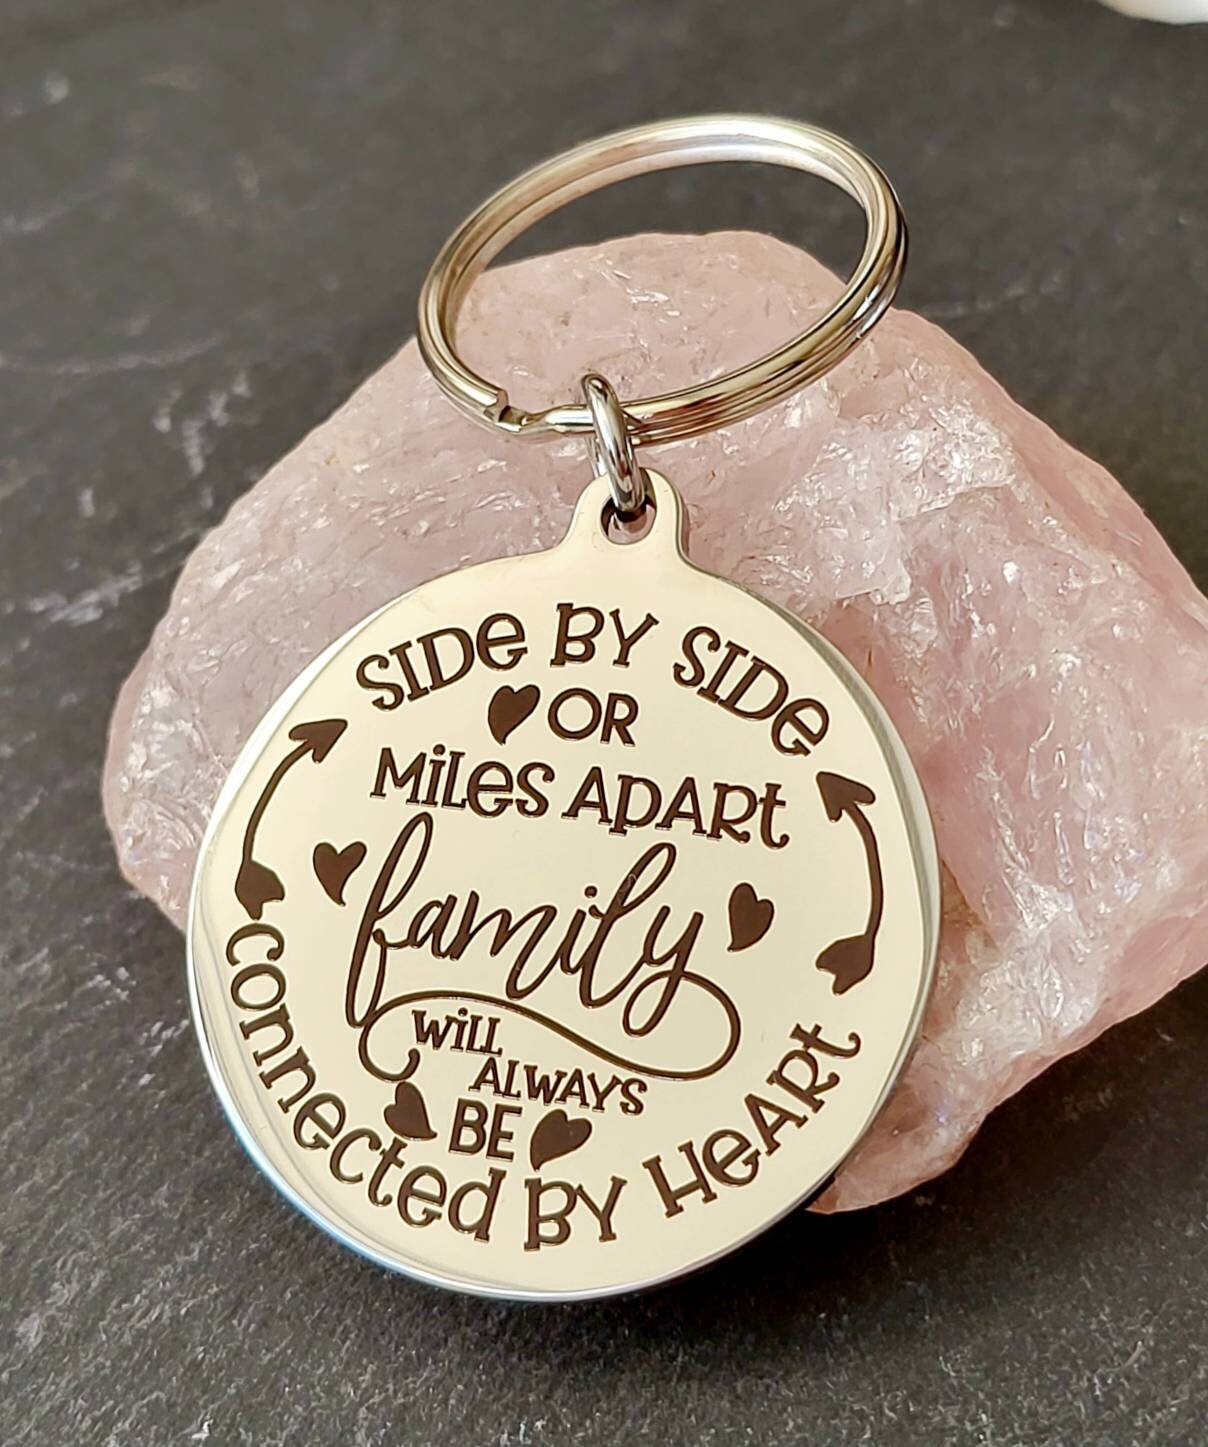 SIDe BY SIDe
OR
MiLes APARt
family
WiLL
ALWAYS
BE
connected BY HeARt